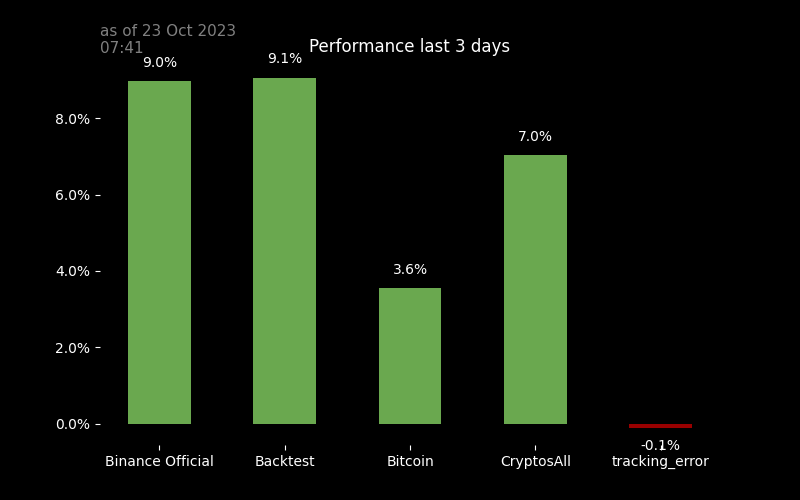 as of 23 Oct 2023
07:41
Performance last 3 days
9.0%
9.1%
3.6%
7.0%
-0.1%
8.0%
6.0%
4.0%
2.0%
0.0%
Binance Official
Backtest
Bitcoin
CryptosAll
tracking_error